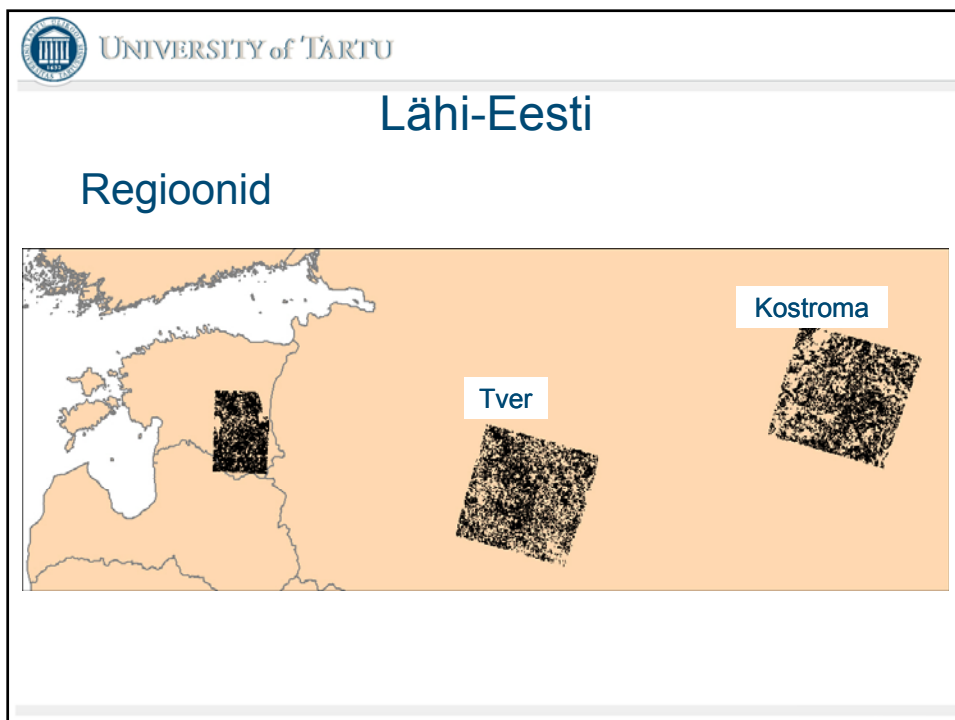 UNIVERSITY of TARTU
Lähi-Eesti
Regioonid
Kostroma
Tver